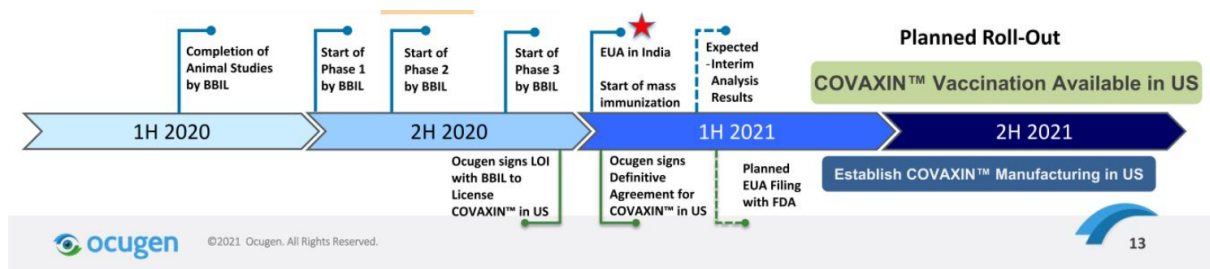 Completion of
Animal Studies
by BBIL
Start of
Phase 1
by BBIL
Start of
Phase 2
by BBIL
Start of
Phase 3
by BBIL
EUA in India
Start of mass
immunization
Expected
-Interim
Analysis
Results
Planned Roll-Out
COVAXIN™ Vaccination Available in US
1H 2020
2H 2020
1H 2021
2H 2021
Ocugen signs LOI
with BBIL to
License
COVAXIN™ in US
Ocugen signs
Definitive
Agreement for
COVAXIN™ in US
Planned
EUA Filing
with FDA
Establish COVAXIN™ Manufacturing in US
ocugen
©2021 Ocugen. All Rights Reserved.
13